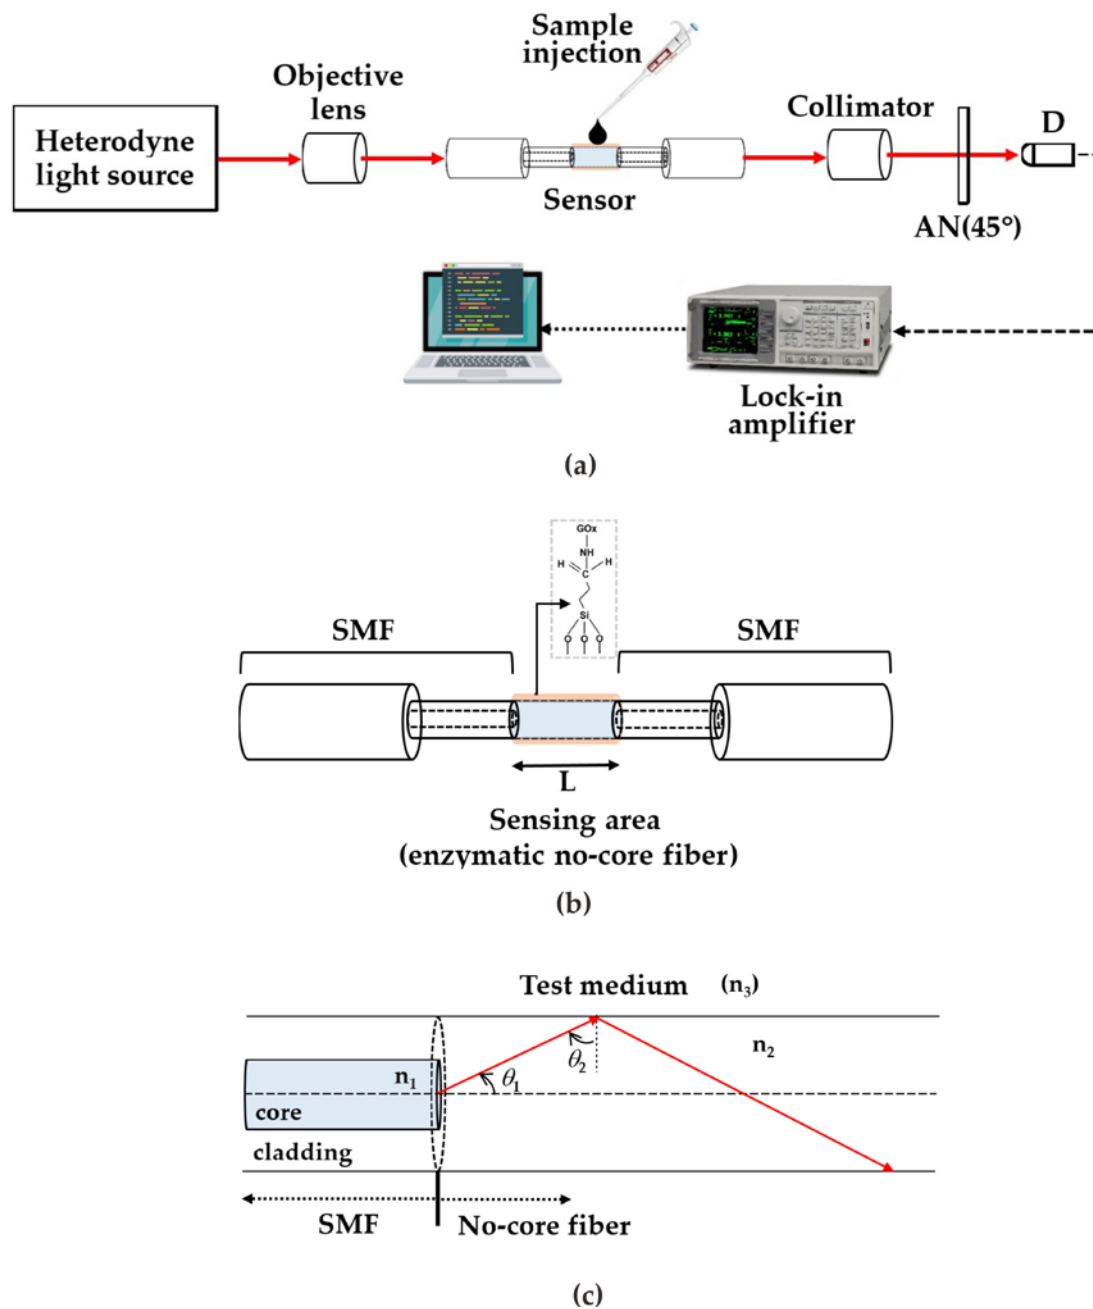 Sample
injection
Objective
lens
Collimator
Heterodyne
light source
D
Sensor
AN(45°)
Lock-in
amplifier
(a)
GOx
NH
H
H
C
Si
O O O
SMF
SMF
L
Sensing area
(enzymatic no-core fiber)
(b)
Test medium (n₃)
n₂
θ₂
n₁
θ₁
core
cladding
SMF
No-core fiber
(c)